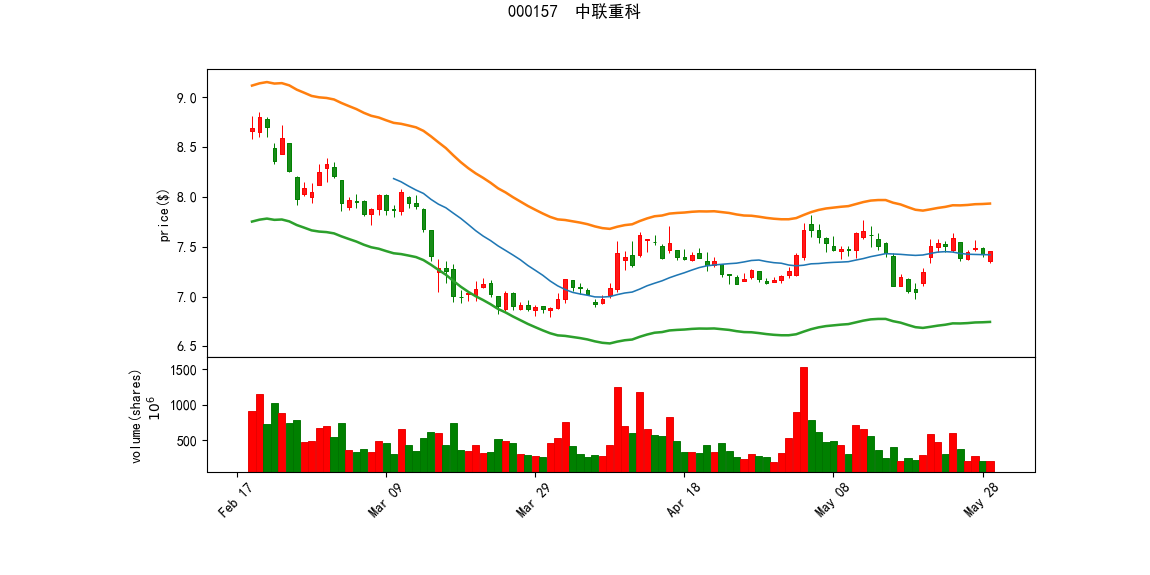 000157 中联重科
price($)
9.0
8.5
8.0
7.5
7.0
6.5
volume(shares)
10^6
1500
1000
500
Feb 17
Mar 09
Mar 29
Apr 18
May 08
May 28